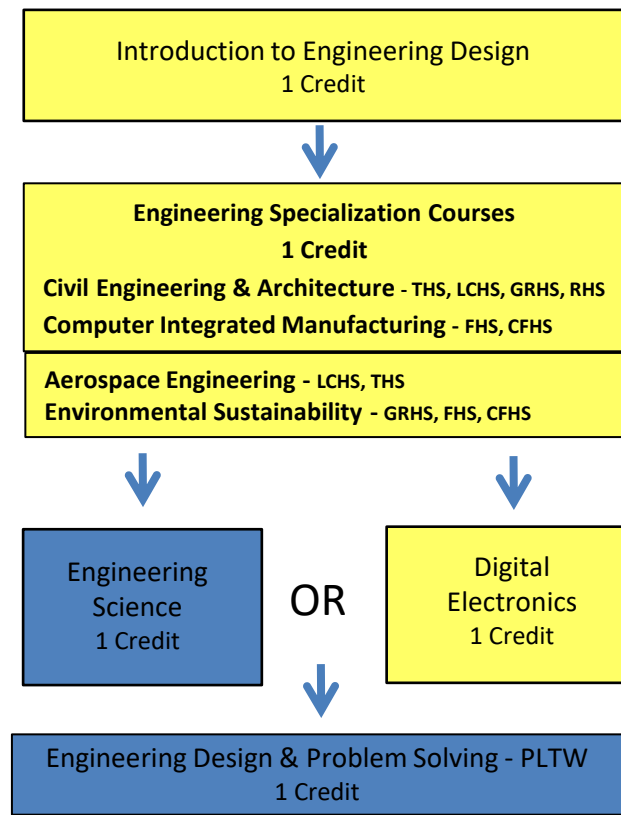 Introduction to Engineering Design
1 Credit
Engineering Specialization Courses
1 Credit
Civil Engineering & Architecture - THS, LCHS, GRHS, RHS
Computer Integrated Manufacturing - FHS, CFHS
Aerospace Engineering - LCHS, THS
Environmental Sustainability - GRHS, FHS, CFHS
Engineering
Science
1 Credit
OR
Digital
Electronics
1 Credit
Engineering Design & Problem Solving - PLTW
1 Credit